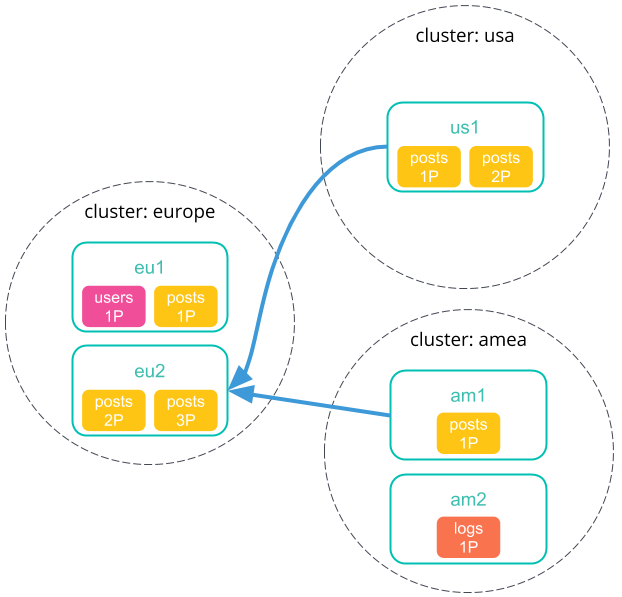 cluster: usa
us1
posts
1P
posts
2P
cluster: europe
eu1
users
1P
posts
1P
eu2
posts
2P
posts
3P
cluster: amea
am1
posts
1P
am2
logs
1P